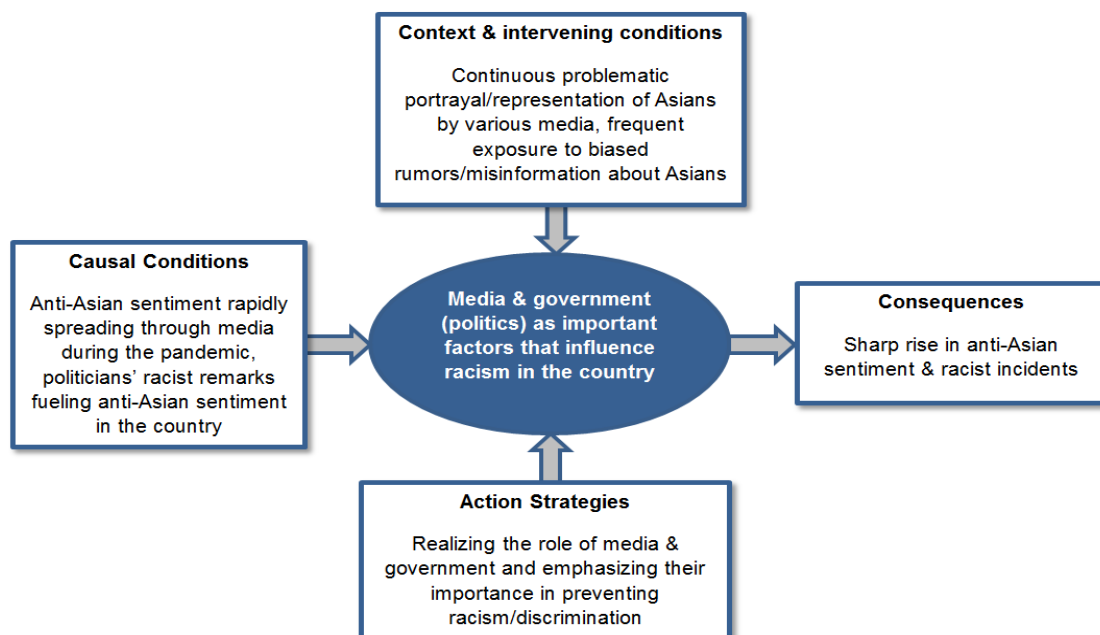 Context & intervening conditions
Continuous problematic
portrayal/representation of Asians
by various media, frequent
exposure to biased
rumors/misinformation about Asians
Causal Conditions
Anti-Asian sentiment rapidly
spreading through media
during the pandemic,
politicians’ racist remarks
fueling anti-Asian sentiment
in the country
Media & government
(politics) as important
factors that influence
racism in the country
Consequences
Sharp rise in anti-Asian
sentiment & racist incidents
Action Strategies
Realizing the role of media &
government and emphasizing their
importance in preventing
racism/discrimination